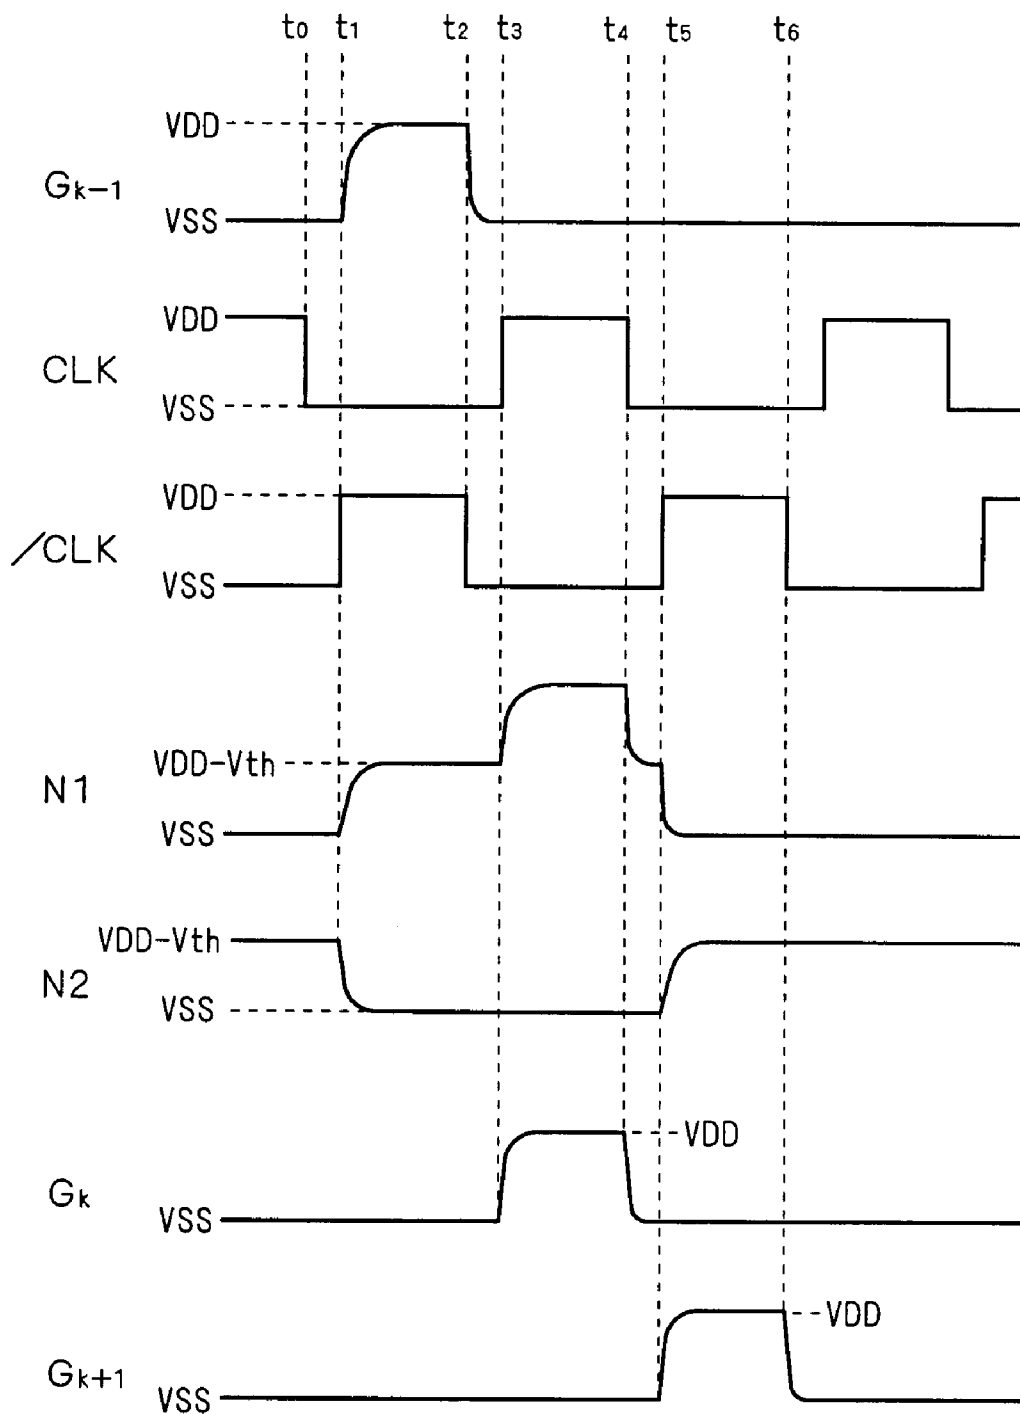 t0 t1 t2 t3 t4 t5 t6
VDD
Gk-1
VSS
VDD
CLK
VSS
VDD
/CLK
VSS
VDD-Vth
N1
VSS
VDD-Vth
N2
VSS
VDD
Gk
VSS
VDD
Gk+1
VSS